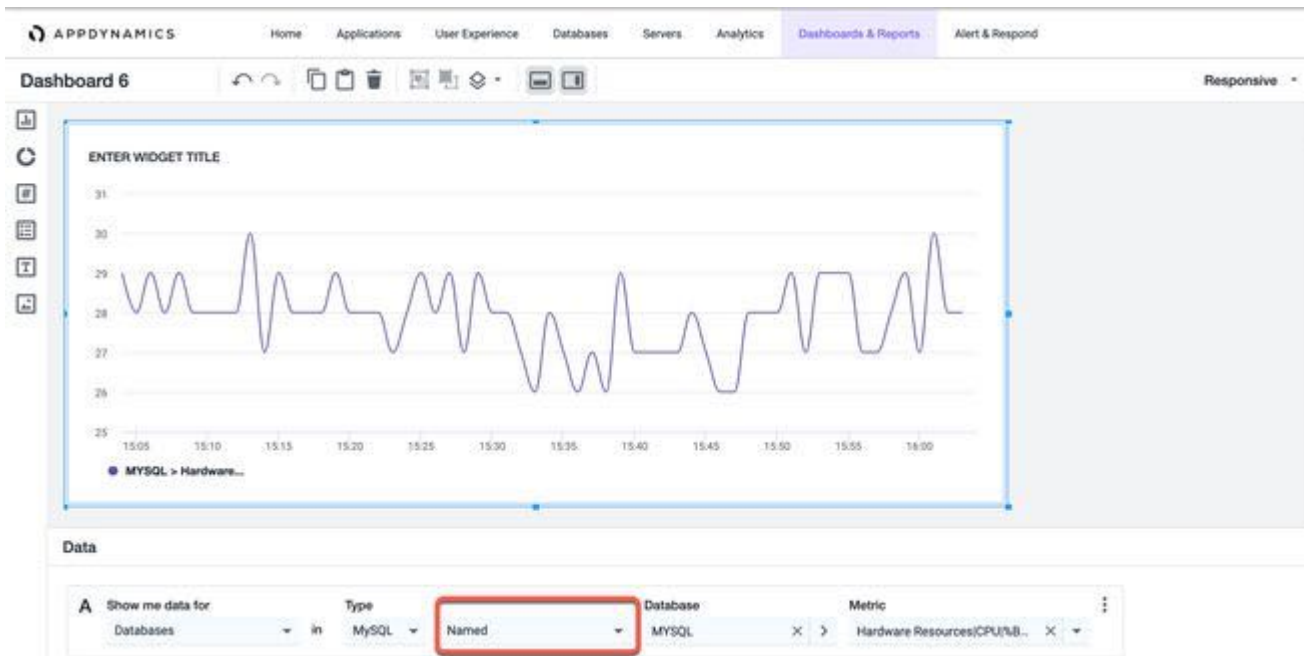 APPDYNAMICS Home Applications User Experience Databases Servers Analytics Dashboards & Reports Alert & Respond
Dashboard 6 Responsive
ENTER WIDGET TITLE
31
30
29
28
27
26
25
15:05 15:10 15:15 15:20 15:25 15:30 15:35 15:40 15:45 15:50 15:55 16:00
MYSQL > Hardware...
Data
A Show me data for Type Database Metric
Databases in MySQL Named MYSQL Hardware Resources|CPU|%B...